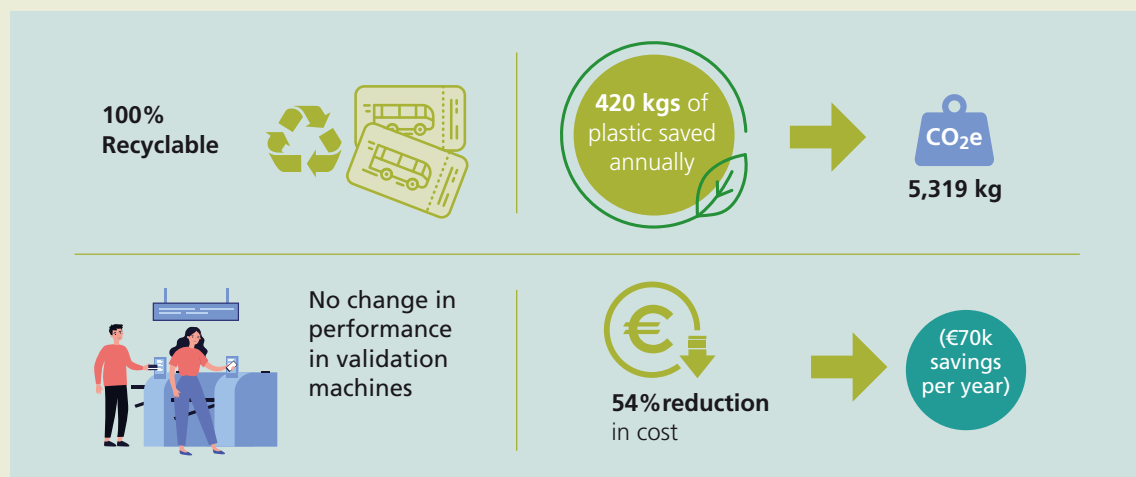 100%
Recyclable
420 kgs of
plastic saved
annually
CO₂e
5,319 kg
No change in
performance
in validation
machines
54%reduction
in cost
(€70k
savings
per year)